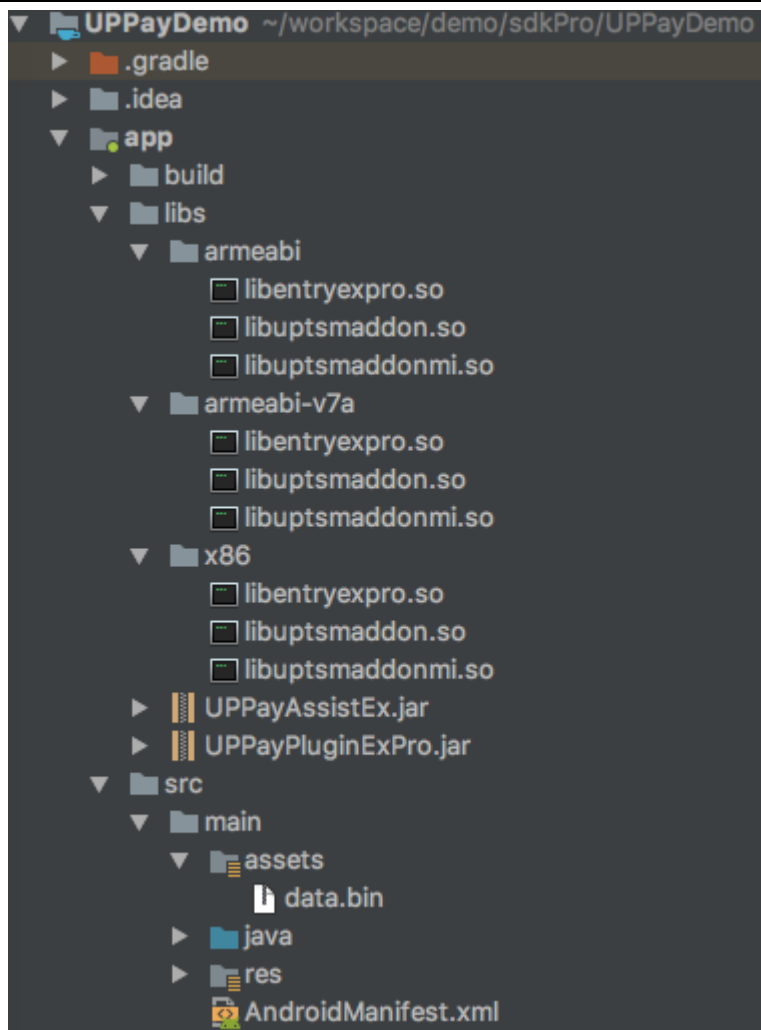 UPPayDemo ~/workspace/demo/sdkPro/UPPayDemo
.gradle
.idea
app
build
libs
armeabi
libentryexpro.so
libuptsmaddon.so
libuptsmaddonmi.so
armeabi-v7a
libentryexpro.so
libuptsmaddon.so
libuptsmaddonmi.so
x86
libentryexpro.so
libuptsmaddon.so
libuptsmaddonmi.so
UPPayAssistEx.jar
UPPayPluginExPro.jar
src
main
assets
data.bin
java
res
AndroidManifest.xml